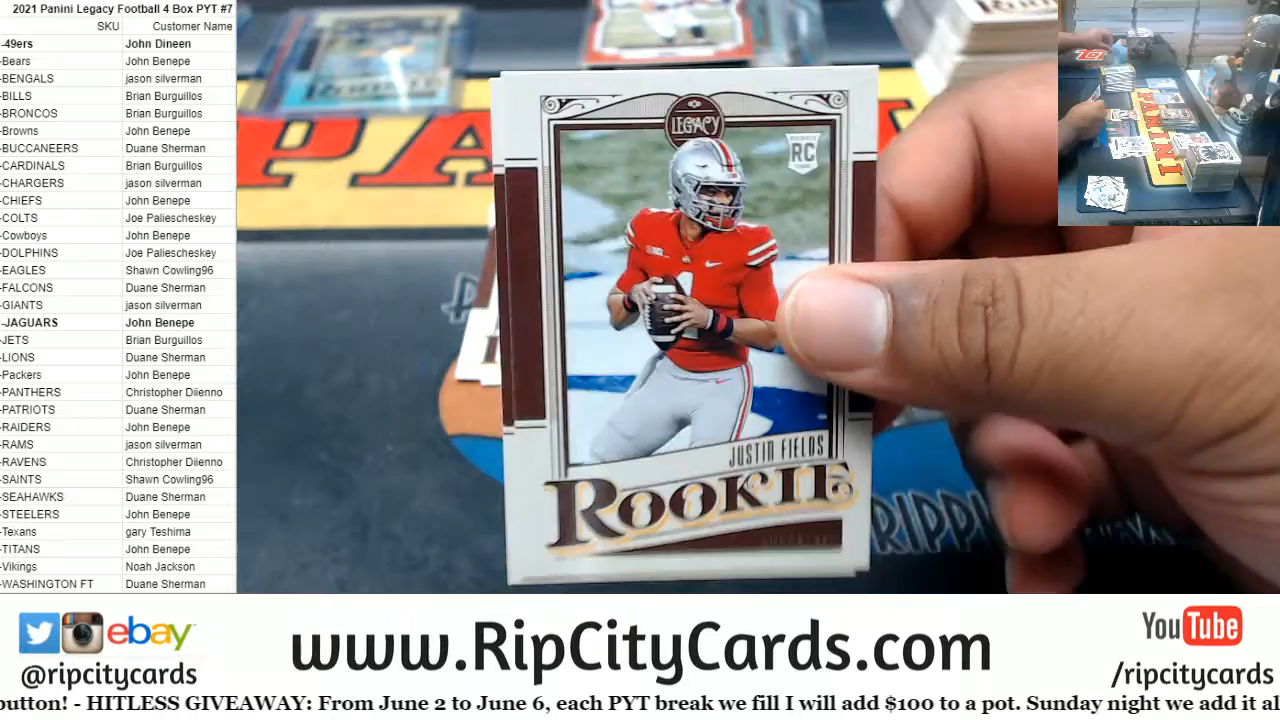 2021 Panini Legacy Football 4 Box PYT #7
SKU Customer Name
-49ers John Dineen
-Bears John Benepe
-BENGALS jason silverman
-BILLS Brian Burguillos
-BRONCOS Brian Burguillos
-Browns John Benepe
-BUCCANEERS Duane Sherman
-CARDINALS Brian Burguillos
-CHARGERS jason silverman
-CHIEFS John Benepe
-COLTS Joe Paliescheskey
-Cowboys John Benepe
-DOLPHINS Joe Paliescheskey
-EAGLES Shawn Cowling96
-FALCONS Duane Sherman
-GIANTS jason silverman
-JAGUARS John Benepe
-JETS Brian Burguillos
-LIONS Duane Sherman
-Packers John Benepe
-PANTHERS Christopher Diienno
-PATRIOTS Duane Sherman
-RAIDERS John Benepe
-RAMS jason silverman
-RAVENS Christopher Diienno
-SAINTS Shawn Cowling96
-SEAHAWKS Duane Sherman
-STEELERS John Benepe
-Texans gary Teshima
-TITANS John Benepe
-Vikings Noah Jackson
-WASHINGTON FT Duane Sherman
LEGACY
RC
JUSTIN FIELDS
ROOKIE
PANINI
ebay
@ripcitycards
www.RipCityCards.com
YouTube
/ripcitycards
button! - HITLESS GIVEAWAY: From June 2 to June 6, each PYT break we fill I will add $100 to a pot. Sunday night we add it al